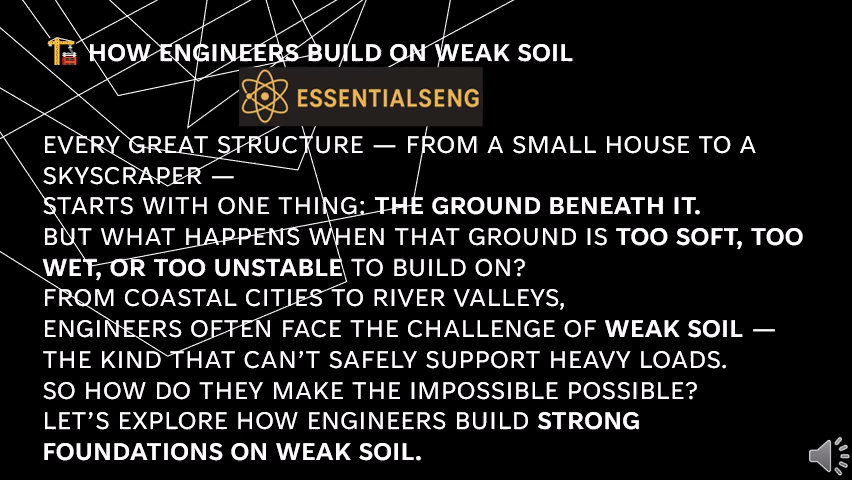 🏗️ HOW ENGINEERS BUILD ON WEAK SOIL
ESSENTIALSENG
EVERY GREAT STRUCTURE — FROM A SMALL HOUSE TO A
SKYSCRAPER —
STARTS WITH ONE THING: THE GROUND BENEATH IT.
BUT WHAT HAPPENS WHEN THAT GROUND IS TOO SOFT, TOO
WET, OR TOO UNSTABLE TO BUILD ON?
FROM COASTAL CITIES TO RIVER VALLEYS,
ENGINEERS OFTEN FACE THE CHALLENGE OF WEAK SOIL —
THE KIND THAT CAN’T SAFELY SUPPORT HEAVY LOADS.
SO HOW DO THEY MAKE THE IMPOSSIBLE POSSIBLE?
LET’S EXPLORE HOW ENGINEERS BUILD STRONG
FOUNDATIONS ON WEAK SOIL.